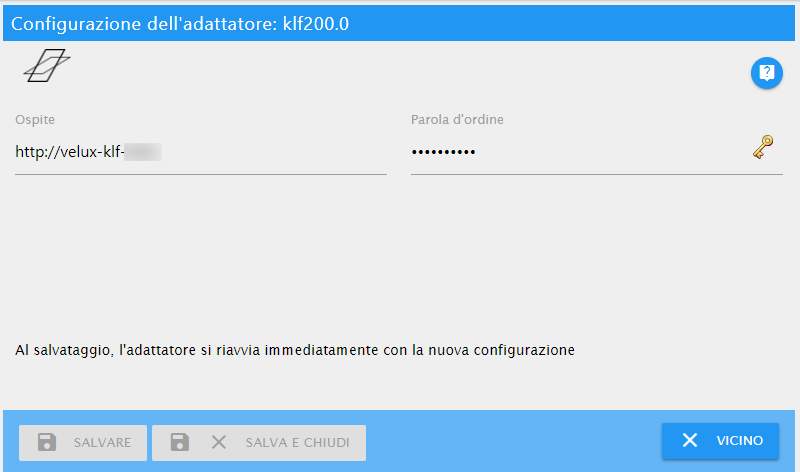 Configurazione dell'adattatore: klf200.0
Ospite
Parola d'ordine
http://velux-klf-
••••••••••
Al salvataggio, l'adattatore si riavvia immediatamente con la nuova configurazione
SALVARE
SALVA E CHIUDI
VICINO